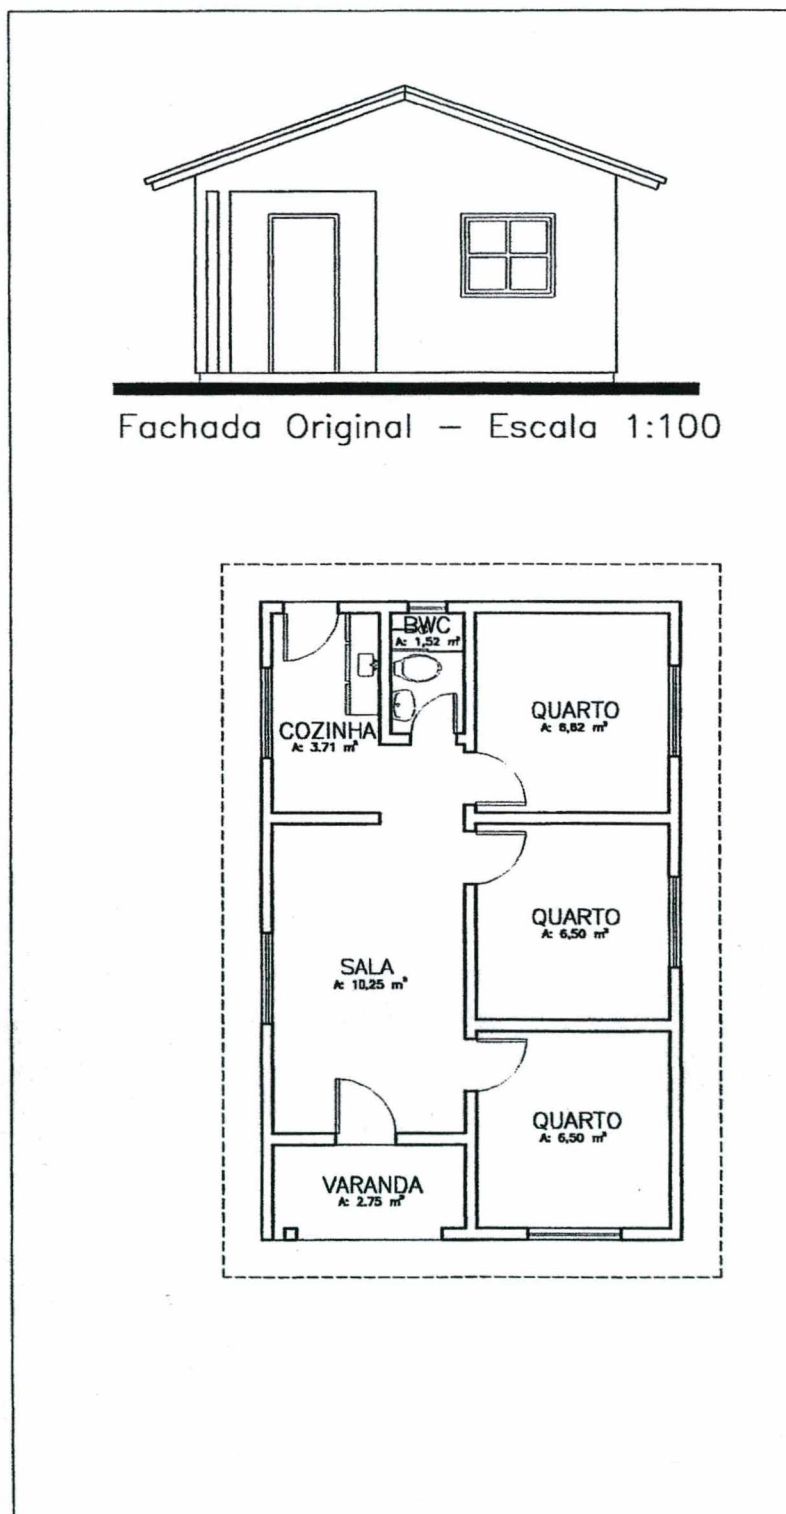 Fachada Original – Escala 1:100
BWC
A: 1,52 m²
COZINHA
A: 3.71 m²
QUARTO
A: 6,62 m²
QUARTO
A: 6,50 m²
SALA
A: 10,25 m²
QUARTO
A: 6,50 m²
VARANDA
A: 2.75 m²